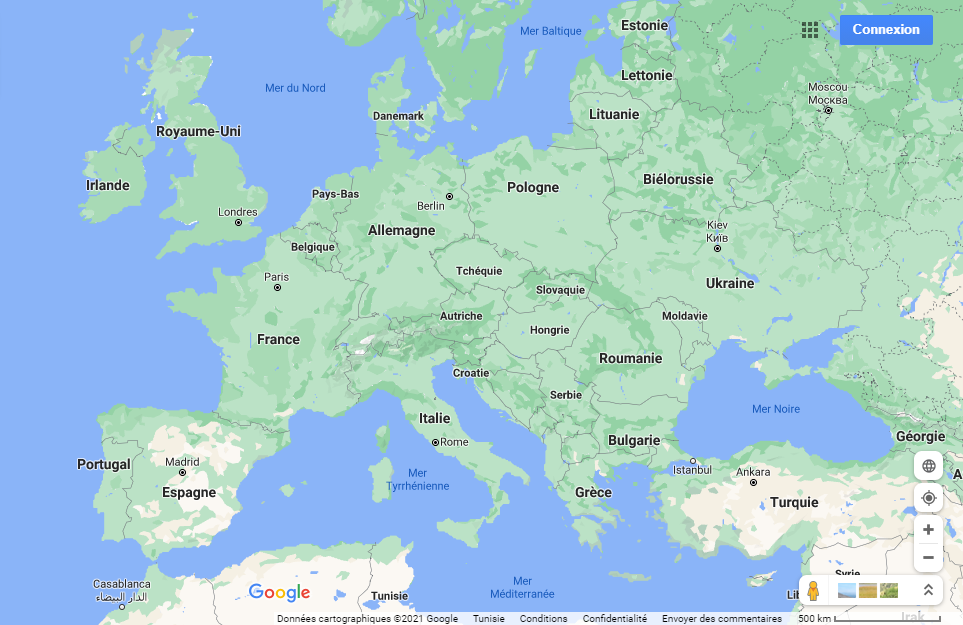 Estonie
Mer Baltique
Connexion
Lettonie
Mer du Nord
Moscou
Москва
Danemark
Lituanie
Royaume-Uni
Irlande
Biélorussie
Pologne
Pays-Bas
Berlin
Londres
Kiev
Київ
Allemagne
Belgique
Tchéquie
Paris
Ukraine
Slovaquie
Autriche
Moldavie
Hongrie
France
Roumanie
Croatie
Serbie
Mer Noire
Italie
Géorgie
Rome
Bulgarie
Portugal
Madrid
Istanbul
Ankara
Mer
Tyrrhénienne
Espagne
Grèce
Turquie
Syrie
Casablanca
الدار البيضاء
Google
Tunisie
Mer
Méditerranée
Données cartographiques ©2021 Google Tunisie Conditions Confidentialité Envoyer des commentaires 500 km
Irak